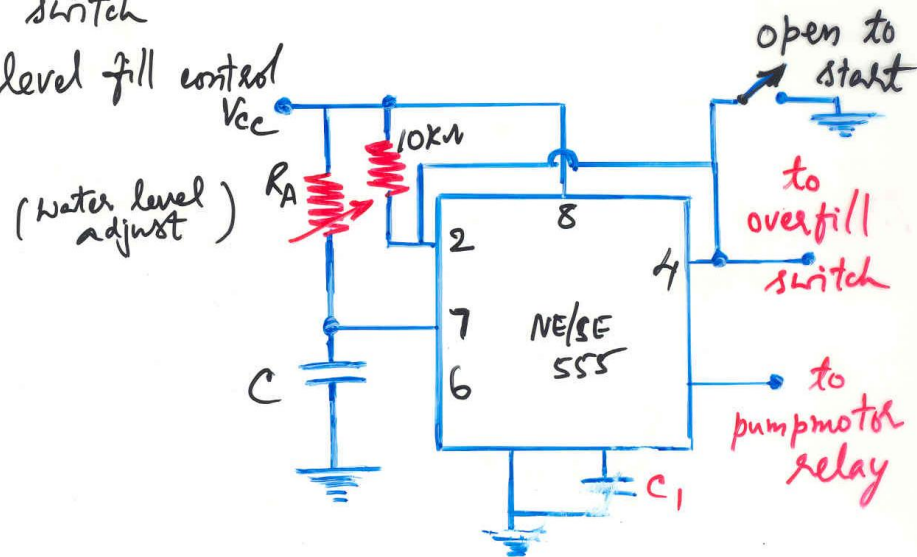 switch
level fill control
open to
start
Vcc
10KΩ
RA
(water level
adjust)
2
8
4
to
overfill
switch
7
NE/SE
555
6
C
to
pumpmotor
relay
C1